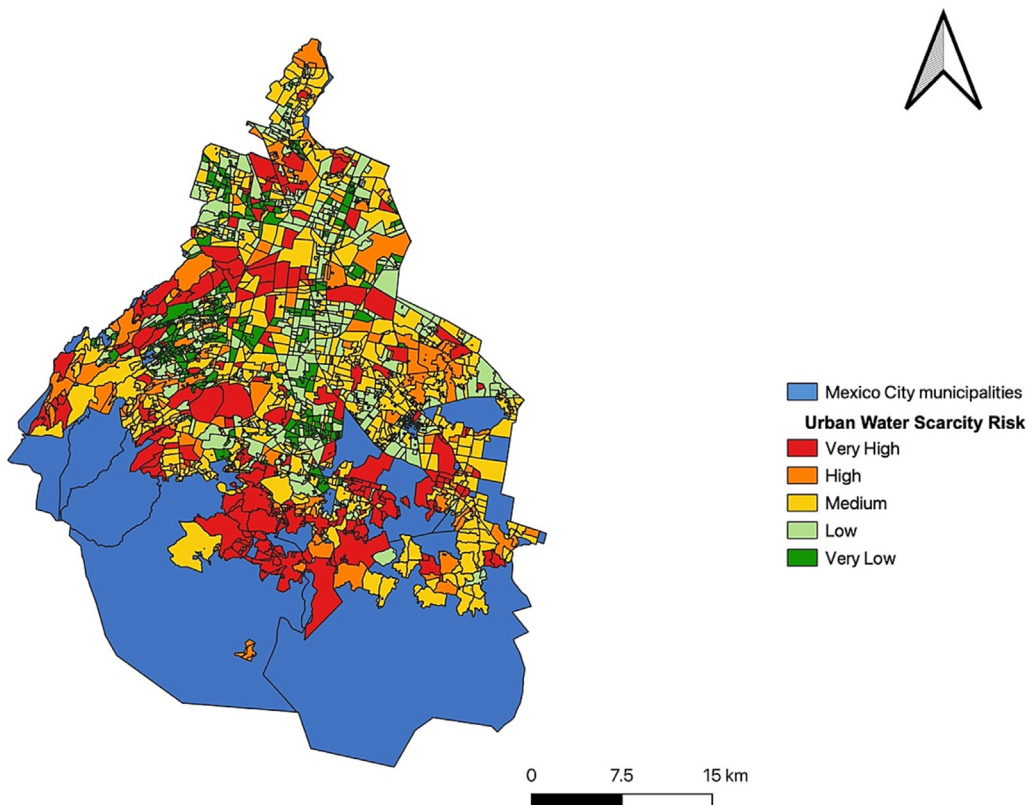 Mexico City municipalities
Urban Water Scarcity Risk
Very High
High
Medium
Low
Very Low
0 7.5 15 km